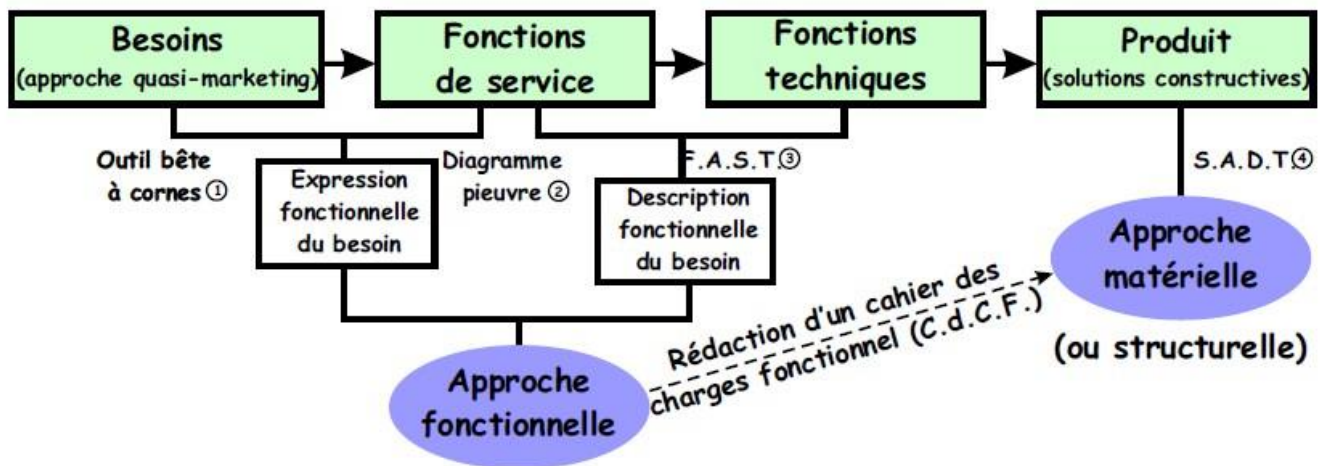 Besoins
(approche quasi-marketing)
Fonctions
de service
Fonctions
techniques
Produit
(solutions constructives)
Outil bête
à cornes ①
Expression
fonctionnelle
du besoin
Diagramme
pieuvre ②
F.A.S.T.③
Description
fonctionnelle
du besoin
S.A.D.T.④
Approche
matérielle
(ou structurelle)
Rédaction d'un cahier des
charges fonctionnel (C.d.C.F.)
Approche
fonctionnelle